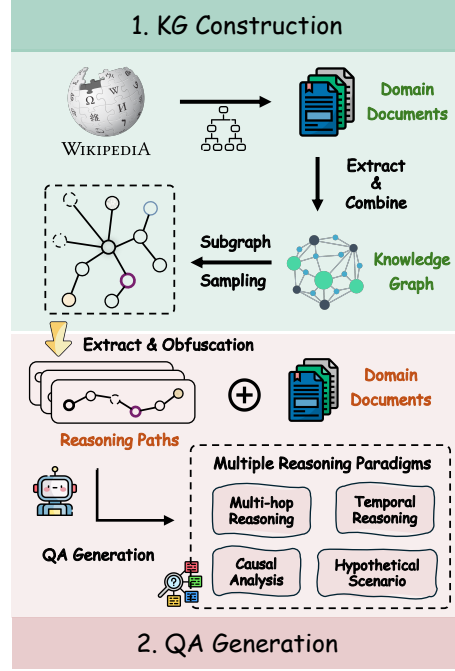 1. KG Construction
WIKIPEDIA
Domain
Documents
Extract
&
Combine
Subgraph
Sampling
Knowledge
Graph
Extract & Obfuscation
Reasoning Paths
Domain
Documents
Multiple Reasoning Paradigms
Multi-hop
Reasoning
Temporal
Reasoning
QA Generation
Causal
Analysis
Hypothetical
Scenario
2. QA Generation